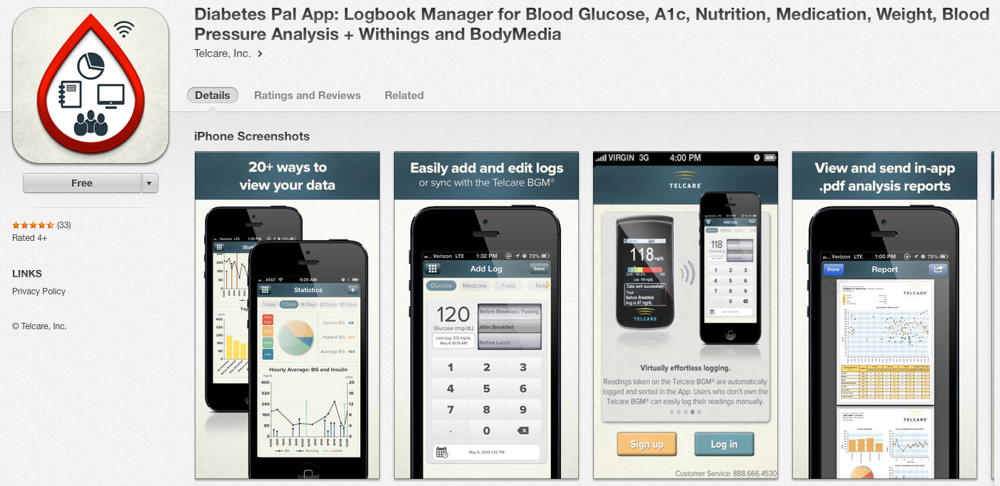 Diabetes Pal App: Logbook Manager for Blood Glucose, A1c, Nutrition, Medication, Weight, Blood
Pressure Analysis + Withings and BodyMedia
Telcare, Inc.
Details
Ratings and Reviews
Related
Free
(33)
Rated 4+
LINKS
Privacy Policy
© Telcare, Inc.
iPhone Screenshots
20+ ways to
view your data
Verizon LTE 1:32 PM 73%
AT&T 9:29 AM
Statistics
+
Today 7 Days 14 Days 20 Days 90 Days
Very
High
High
Low
Lowest BG: 68
Highest BG:
Average BG: 144
Hourly Average: BG and Insulin
mg/dL
Units
400
320
240
160
80
0
20
16
12
8
4
0
BG
Novolog
Levimir
Easily add and edit logs
or sync with the Telcare BGM®
Verizon LTE 1:32 PM 73%
Add Log
Save
Glucose
Medicine
Food
120
Glucose (mg/dL)
Last Log: 212 mg/dL
May 6 10:19 AM
Before Breakfast / Fasting
After Breakfast
Before Lunch
1 2 3
4 5 6
7 8 9
. 0
May 6, 2013 1:32 PM
VIRGIN 3G 4:00 PM
TELCARE
118
mg/dL
Data sent successfully
Your
Before Breakfast
Avg is 97 mg/dL
TELCARE
Add Log
118
1 2 3
4 5 6
7 8 9
0
Virtually effortless logging.
Readings taken on the Telcare BGM® are automatically
logged and sorted in the App. Users who don't own the
Telcare BGM® can easily log their readings manually.
Sign up
Log in
Customer Service: 888.666.4530
View and send in-app
.pdf analysis reports
Verizon LTE 1:00 PM 75%
Done
Report
TELCARE
TELCARE